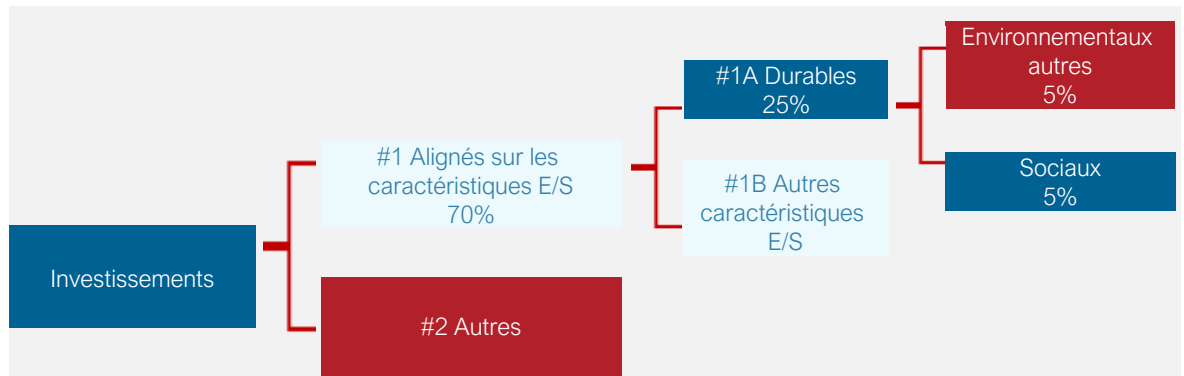 Investissements
#1 Alignés sur les
caractéristiques E/S
70%
#2 Autres
#1A Durables
25%
#1B Autres
caractéristiques
E/S
Environnementaux
autres
5%
Sociaux
5%